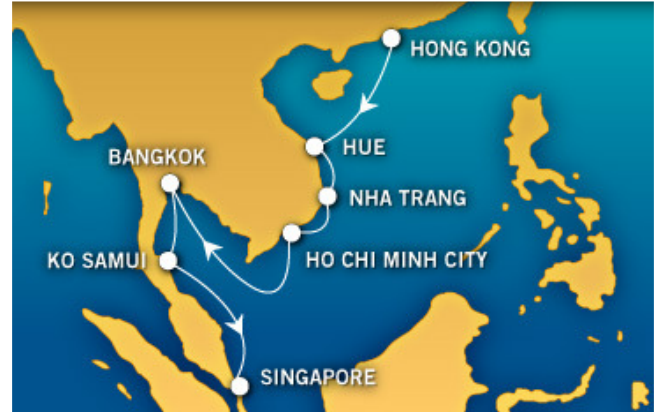 HONG KONG
HUE
BANGKOK
NHA TRANG
KO SAMUI
HO CHI MINH CITY
SINGAPORE